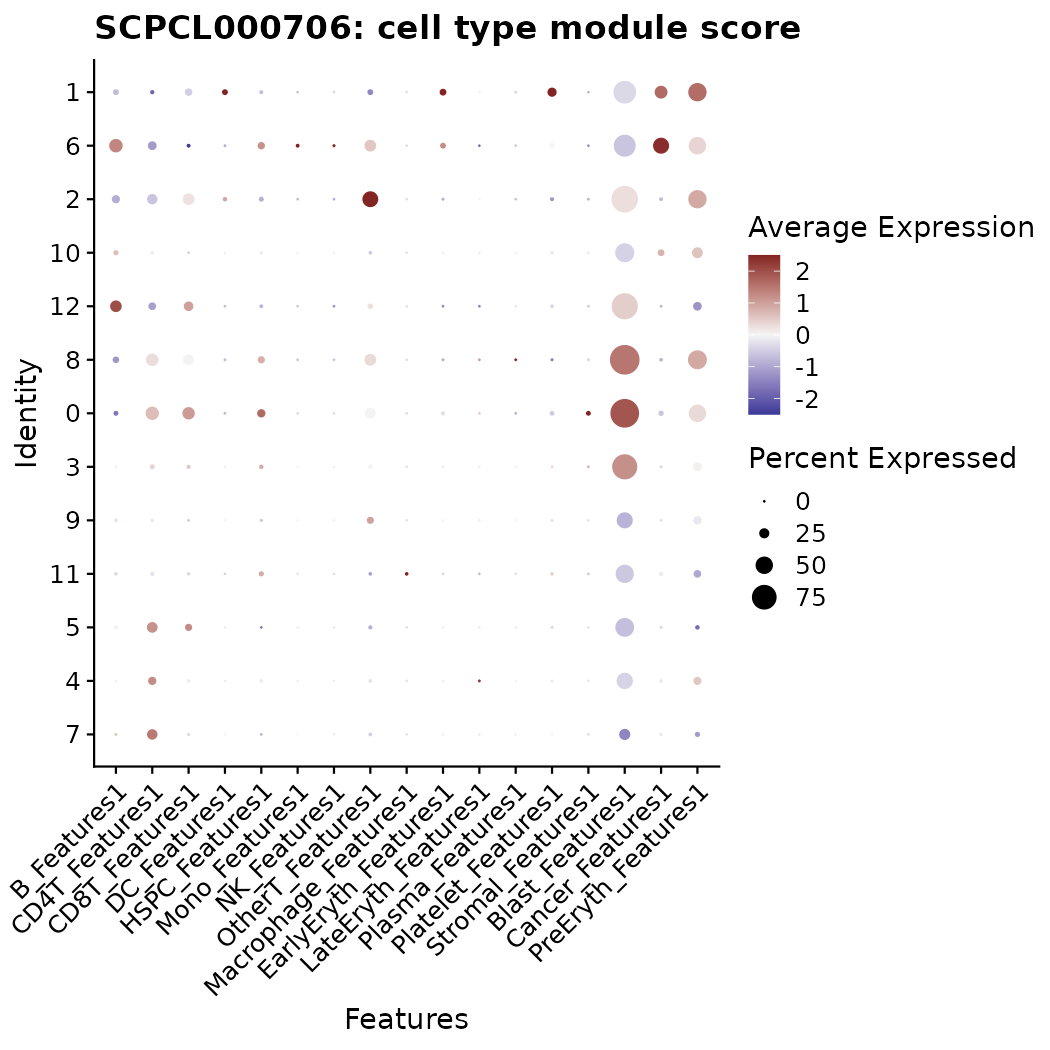 SCPCL000706: cell type module score
Identity
1
6
2
10
12
8
0
3
9
11
5
4
7
B_Features1
CD4T_Features1
CD8T_Features1
DC_Features1
HSPC_Features1
Mono_Features1
NK_Features1
OtherT_Features1
Macrophage_Features1
EarlyEryth_Features1
LateEryth_Features1
Plasma_Features1
Platelet_Features1
Stromal_Features1
Blast_Features1
Cancer_Features1
PreEryth_Features1
Features
Average Expression
2
1
0
-1
-2
Percent Expressed
0
25
50
75